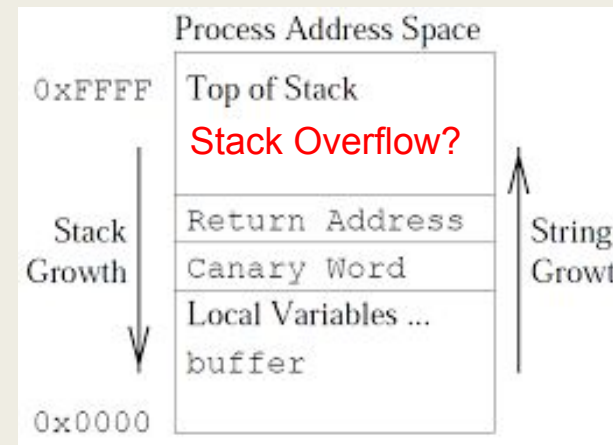 Process Address Space
0xFFFF
Top of Stack
Stack Overflow?
Return Address
Stack
Growth
Canary Word
String
Growt
Local Variables ...
buffer
0x0000